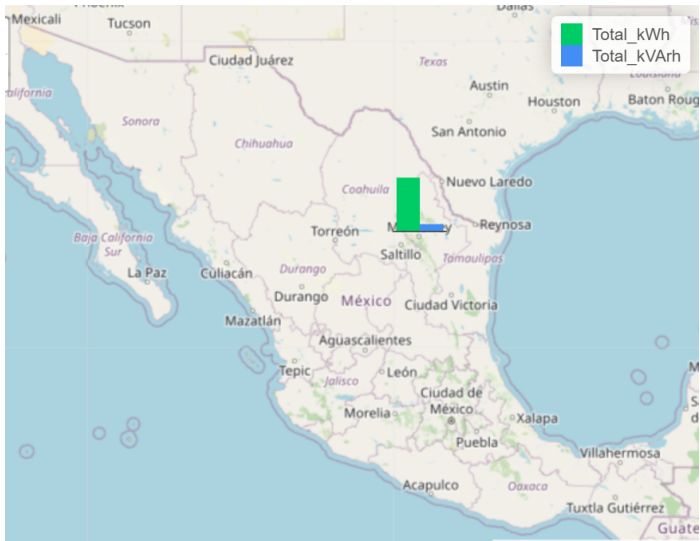 Mexicali
Tucson
Dallas
Total_kWh
Total_kVArh
Ciudad Juárez
Texas
Louisiana
Austin
Houston
Baton Roug
Sonora
San Antonio
Chihuahua
Coahuila
Nuevo Laredo
Torreón
M
y
Reynosa
Baja California
Sur
Saltillo
Tamaulipas
La Paz
Culiacán
Durango
Durango
México
Ciudad Victoria
Mazatlán
Aguascalientes
Tepic
León
Jalisco
Ciudad de
México
Morelia
Xalapa
Puebla
Villahermosa
Acapulco
Oaxaca
Tuxtla Gutiérrez
Guate